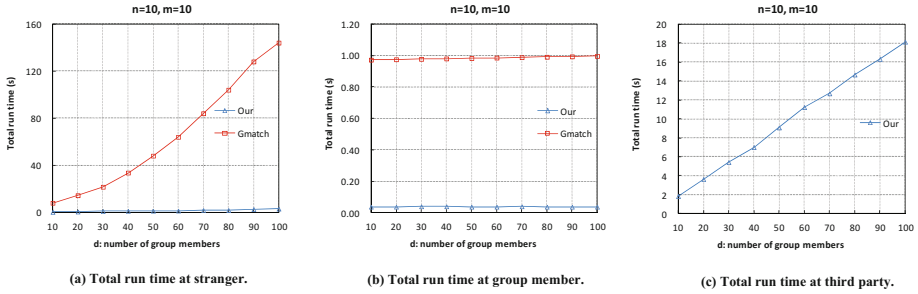 n=10, m=10
Total run time (s)
160
120
80
40
0
Our
Gmatch
10 20 30 40 50 60 70 80 90 100
d: number of group members
(a) Total run time at stranger.
n=10, m=10
Total run time (s)
1.20
1.00
0.80
0.60
0.40
0.20
0.00
Our
Gmatch
10 20 30 40 50 60 70 80 90 100
d: number of group members
(b) Total run time at group member.
n=10, m=10
Total run time (s)
20
18
16
14
12
10
8
6
4
2
0
Our
10 20 30 40 50 60 70 80 90 100
d: number of group members
(c) Total run time at third party.